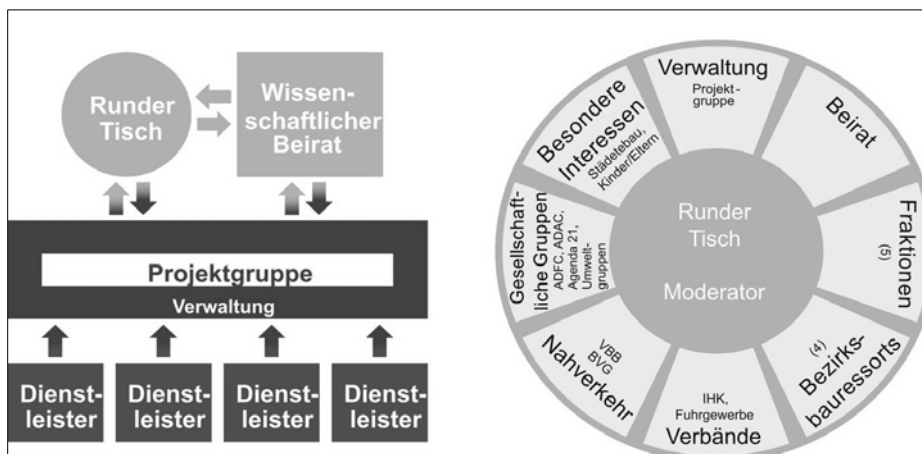 Runder
Tisch
Wissen-
schaftlicher
Beirat
Projektgruppe
Verwaltung
Dienst-
leister
Dienst-
leister
Dienst-
leister
Dienst-
leister
Verwaltung
Projekt-
gruppe
Beirat
Fraktionen
(5)
(4)
Bezirks-
bauressorts
IHK,
Fuhrgewerbe
Verbände
VBB
BVG
Nahverkehr
Gesellschaft-
liche Gruppen
ADFC, ADAC,
Agenda 21,
Umwelt-
gruppen
Besondere
Interessen
Städtebau,
Kinder/Eltern
Runder
Tisch
Moderator